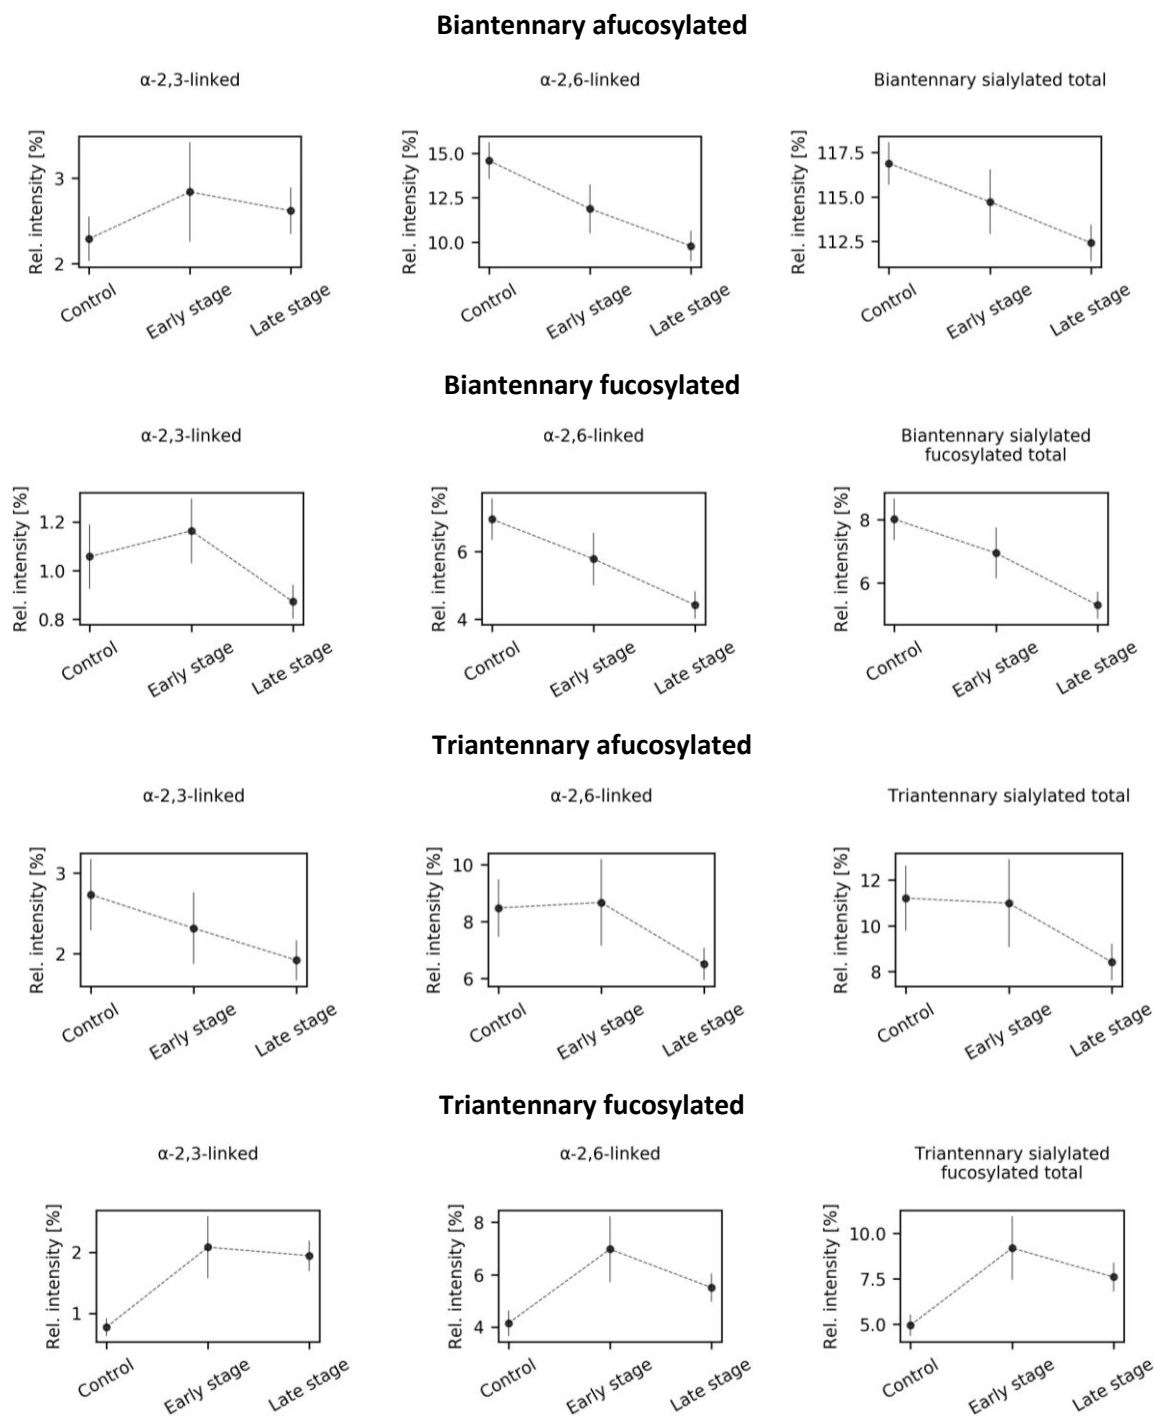 Biantennary afucosylated
α-2,3-linked
α-2,6-linked
Biantennary sialylated total
Rel. intensity [%]
3
2
Control
Early stage
Late stage
Rel. intensity [%]
15.0
12.5
10.0
Control
Early stage
Late stage
Rel. intensity [%]
117.5
115.0
112.5
Control
Early stage
Late stage
Biantennary fucosylated
α-2,3-linked
α-2,6-linked
Biantennary sialylated
fucosylated total
Rel. intensity [%]
1.2
1.0
0.8
Control
Early stage
Late stage
Rel. intensity [%]
6
4
Control
Early stage
Late stage
Rel. intensity [%]
8
6
Control
Early stage
Late stage
Triantennary afucosylated
α-2,3-linked
α-2,6-linked
Triantennary sialylated total
Rel. intensity [%]
3
2
Control
Early stage
Late stage
Rel. intensity [%]
10
8
6
Control
Early stage
Late stage
Rel. intensity [%]
12
10
8
Control
Early stage
Late stage
Triantennary fucosylated
α-2,3-linked
α-2,6-linked
Triantennary sialylated
fucosylated total
Rel. intensity [%]
2
1
Control
Early stage
Late stage
Rel. intensity [%]
8
6
4
Control
Early stage
Late stage
Rel. intensity [%]
10.0
7.5
5.0
Control
Early stage
Late stage